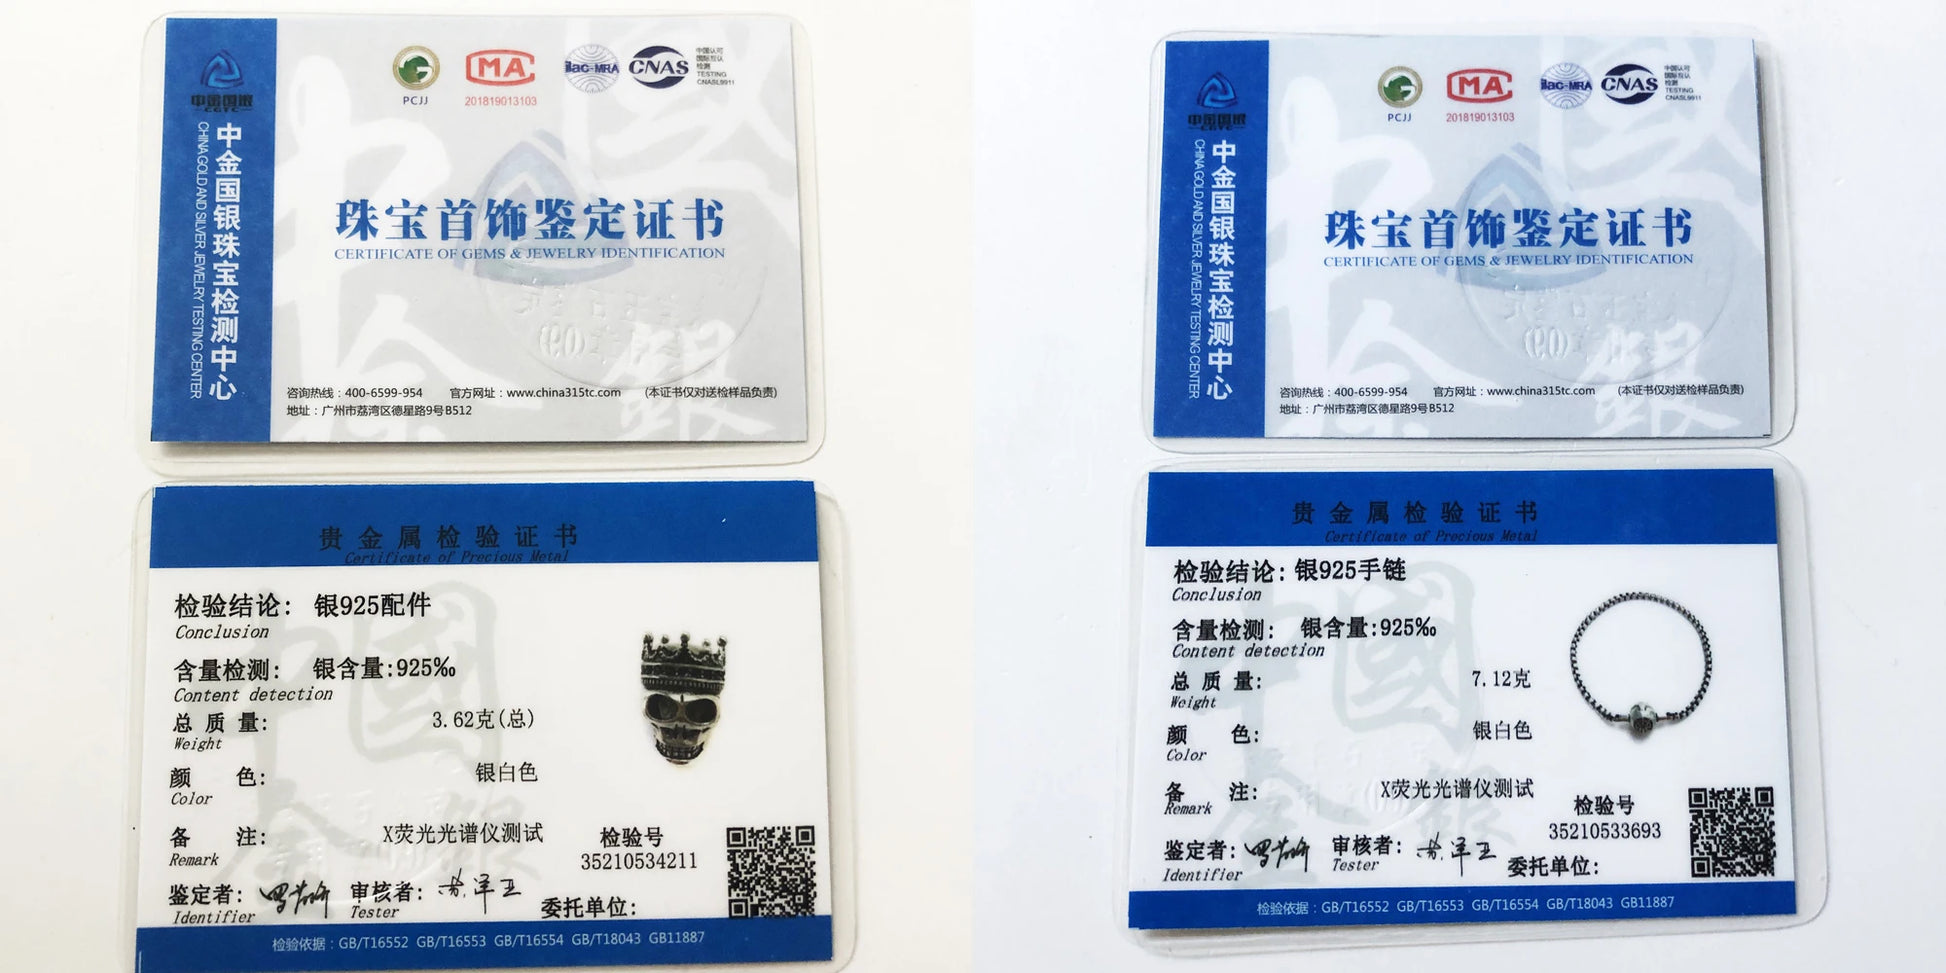 中金国银
CGTC
中金国银珠宝检测中心
CHINA GOLD AND SILVER JEWELRY TESTING CENTER
PCJJ
MA
201819013103
ilac-MRA
CNAS
中国认可
国际互认
检测
TESTING
CNASL9911
珠宝首饰鉴定证书
CERTIFICATE OF GEMS & JEWELRY IDENTIFICATION
咨询热线：400-6599-954 官方网址：www.china315tc.com (本证书仅对送检样品负责)
地址：广州市荔湾区德星路9号B512
贵金属检验证书
Certificate of Precious Metal
检验结论: 银925配件
Conclusion
含量检测: 银含量:925‰
Content detection
总质量: 3.62克(总)
Weight
颜色: 银白色
Color
备注: X荧光光谱仪测试
Remark
检验号
35210534211
鉴定者: 审核者: 委托单位:
Identifier Tester
检验依据：GB/T16552 GB/T16553 GB/T16554 GB/T18043 GB11887
中金国银
CGTC
中金国银珠宝检测中心
CHINA GOLD AND SILVER JEWELRY TESTING CENTER
PCJJ
MA
201819013103
ilac-MRA
CNAS
中国认可
国际互认
检测
TESTING
CNASL9911
珠宝首饰鉴定证书
CERTIFICATE OF GEMS & JEWELRY IDENTIFICATION
咨询热线：400-6599-954 官方网址：www.china315tc.com (本证书仅对送检样品负责)
地址：广州市荔湾区德星路9号B512
贵金属检验证书
Certificate of Precious Metal
检验结论: 银925手链
Conclusion
含量检测: 银含量:925‰
Content detection
总质量: 7.12克
Weight
颜色: 银白色
Color
备注: X荧光光谱仪测试
Remark
检验号
35210533693
鉴定者: 审核者: 委托单位:
Identifier Tester
检验依据：GB/T16552 GB/T16553 GB/T16554 GB/T18043 GB11887